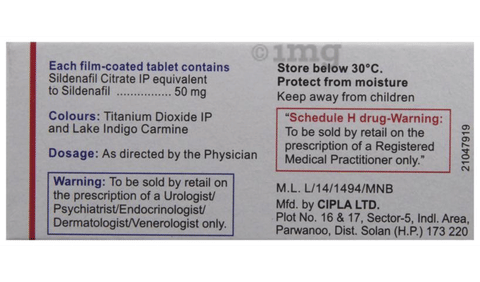 ©1mg
Each film-coated tablet contains
Sildenafil Citrate IP equivalent
to Sildenafil ................ 50 mg
Colours: Titanium Dioxide IP
and Lake Indigo Carmine
Dosage: As directed by the Physician
Warning: To be sold by retail on
the prescription of a Urologist/
Psychiatrist/Endocrinologist/
Dermatologist/Venerologist only.
Store below 30°C.
Protect from moisture
Keep away from children
"Schedule H drug-Warning:
To be sold by retail on the
prescription of a Registered
Medical Practitioner only."
M.L. L/14/1494/MNB
Mfd. by CIPLA LTD.
Plot No. 16 & 17, Sector-5, Indl. Area,
Parwanoo, Dist. Solan (H.P.) 173 220
21047919